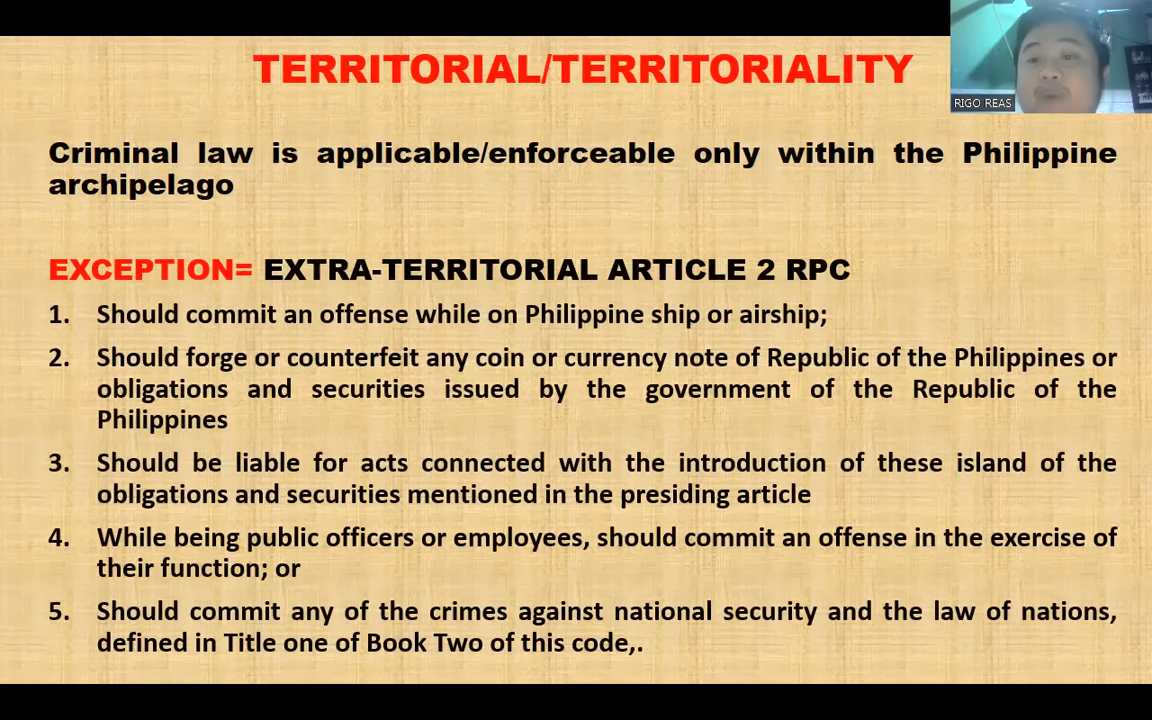 TERRITORIAL/TERRITORIALITY
RIGO REAS
Criminal law is applicable/enforceable only within the Philippine
archipelago
EXCEPTION= EXTRA-TERRITORIAL ARTICLE 2 RPC
1. Should commit an offense while on Philippine ship or airship;
2. Should forge or counterfeit any coin or currency note of Republic of the Philippines or
obligations and securities issued by the government of the Republic of the
Philippines
3. Should be liable for acts connected with the introduction of these island of the
obligations and securities mentioned in the presiding article
4. While being public officers or employees, should commit an offense in the exercise of
their function; or
5. Should commit any of the crimes against national security and the law of nations,
defined in Title one of Book Two of this code,.